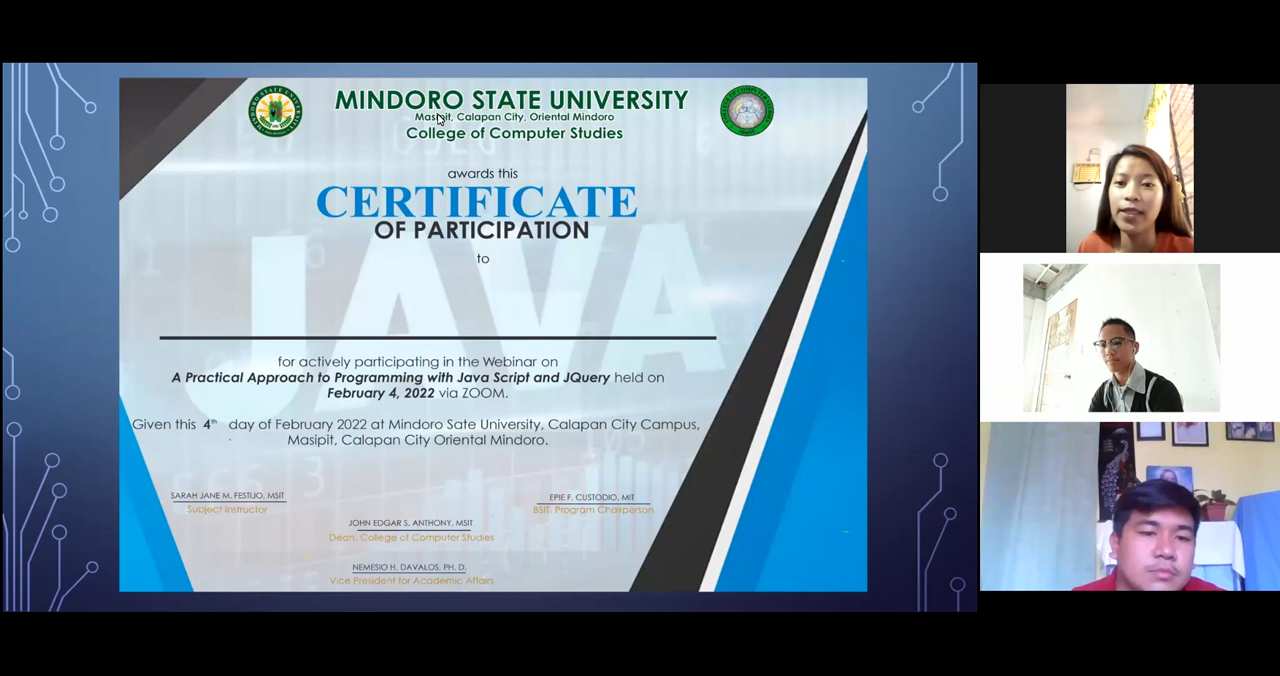 MINDORO STATE UNIVERSITY
Masipit, Calapan City, Oriental Mindoro
College of Computer Studies
awards this
CERTIFICATE
OF PARTICIPATION
to
JAVA
for actively participating in the Webinar on
A Practical Approach to Programming with Java Script and JQuery held on
February 4, 2022 via ZOOM.
Given this 4th day of February 2022 at Mindoro Sate University, Calapan City Campus,
Masipit, Calapan City Oriental Mindoro.
SARAH JANE M. FESTIJO, MSIT
Subject Instructor
EPIE F. CUSTODIO, MIT
BSIT, Program Chairperson
JOHN EDGAR S. ANTHONY, MSIT
Dean, College of Computer Studies
NEMESIO H. DAVALOS, PH. D.
Vice President for Academic Affairs